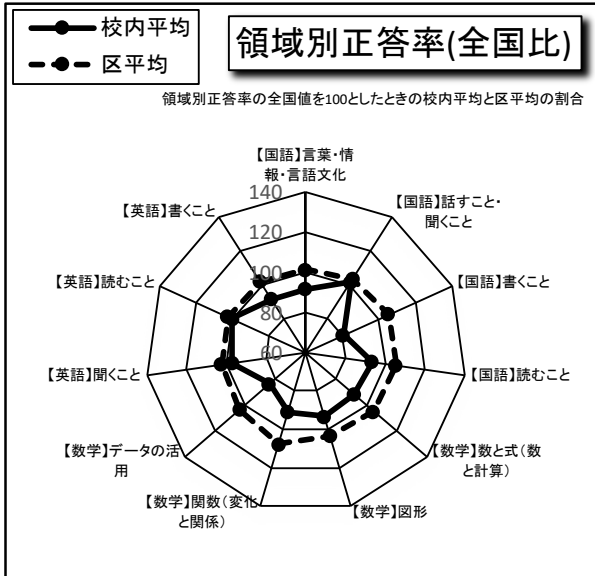 校内平均
区平均
領域別正答率(全国比)
領域別正答率の全国値を100としたときの校内平均と区平均の割合
【国語】言葉・情
報・言語文化
【国語】話すこと・
聞くこと
【国語】書くこと
【国語】読むこと
【数学】数と式(数
と計算)
【数学】図形
【数学】関数(変化
と関係)
【数学】データの活
用
【英語】聞くこと
【英語】読むこと
【英語】書くこと
140
120
100
80
60